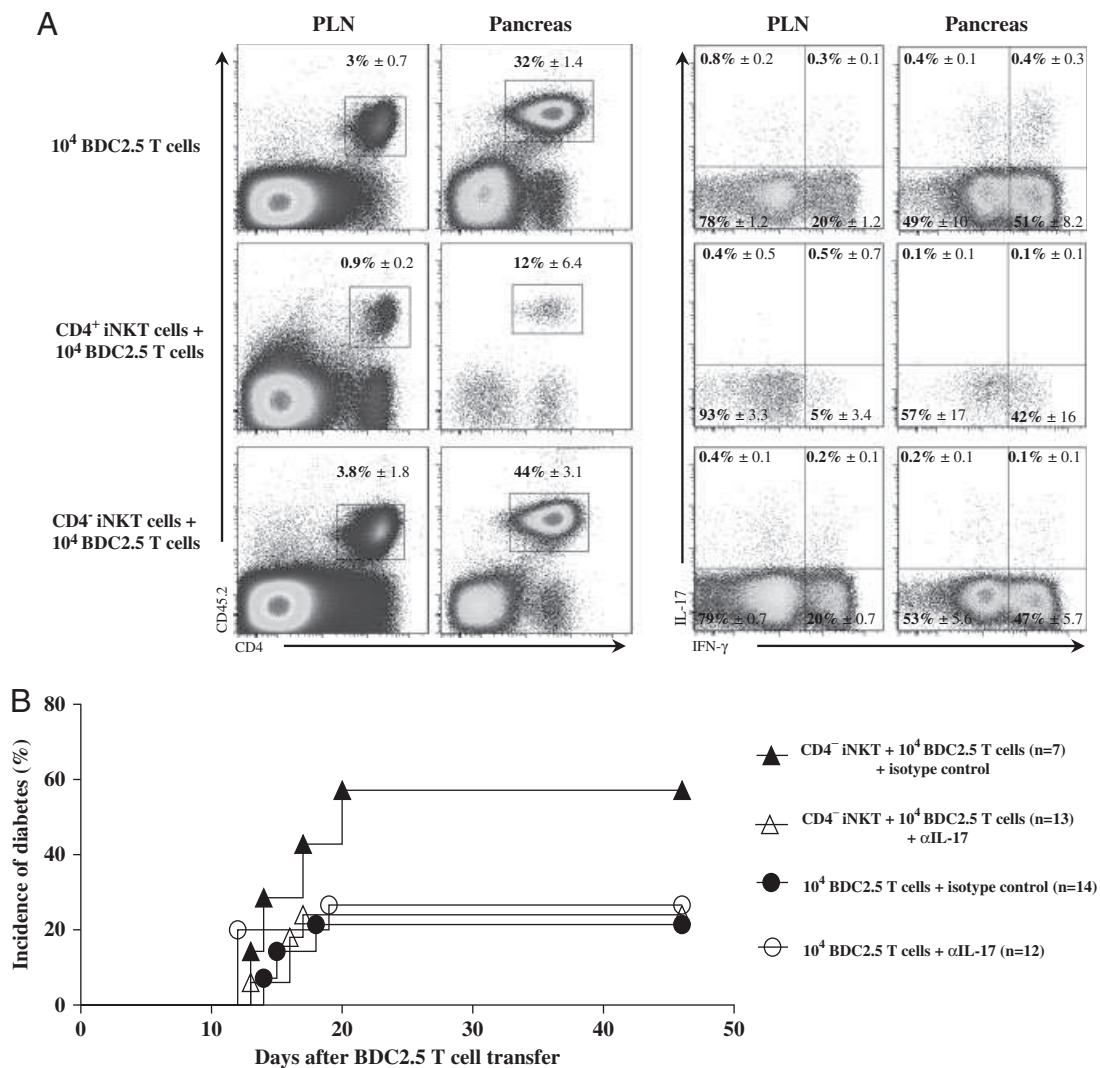 A
PLN Pancreas PLN Pancreas
10⁴ BDC2.5 T cells
3% ± 0.7
32% ± 1.4
0.8% ± 0.2 0.3% ± 0.1
78% ± 1.2 20% ± 1.2
0.4% ± 0.1 0.4% ± 0.3
49% ± 10 51% ± 8.2
CD4⁺ iNKT cells +
10⁴ BDC2.5 T cells
0.9% ± 0.2
12% ± 6.4
0.4% ± 0.5 0.5% ± 0.7
93% ± 3.3 5% ± 3.4
0.1% ± 0.1 0.1% ± 0.1
57% ± 17 42% ± 16
CD4⁻ iNKT cells +
10⁴ BDC2.5 T cells
3.8% ± 1.8
44% ± 3.1
0.4% ± 0.1 0.2% ± 0.1
79% ± 0.7 20% ± 0.7
0.2% ± 0.1 0.1% ± 0.1
53% ± 5.6 47% ± 5.7
CD45.2
CD4
IL-17
IFN-γ
B
Incidence of diabetes (%)
80
60
40
20
0
0 10 20 30 40 50
Days after BDC2.5 T cell transfer
CD4⁻ iNKT + 10⁴ BDC2.5 T cells (n=7)
+ isotype control
CD4⁻ iNKT + 10⁴ BDC2.5 T cells (n=13)
+ αIL-17
10⁴ BDC2.5 T cells + isotype control (n=14)
10⁴ BDC2.5 T cells + αIL-17 (n=12)